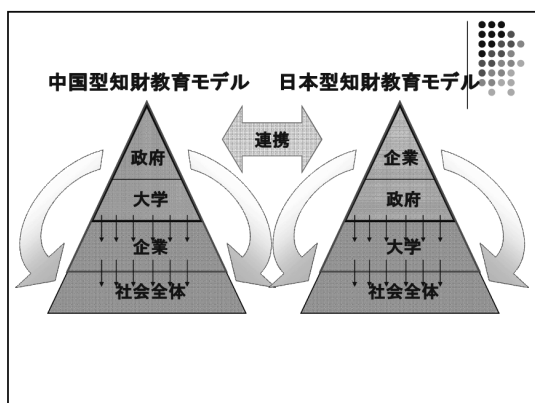 中国型知財教育モデル
日本型知財教育モデル
連携
政府
大学
企業
社会全体
企業
政府
大学
社会全体